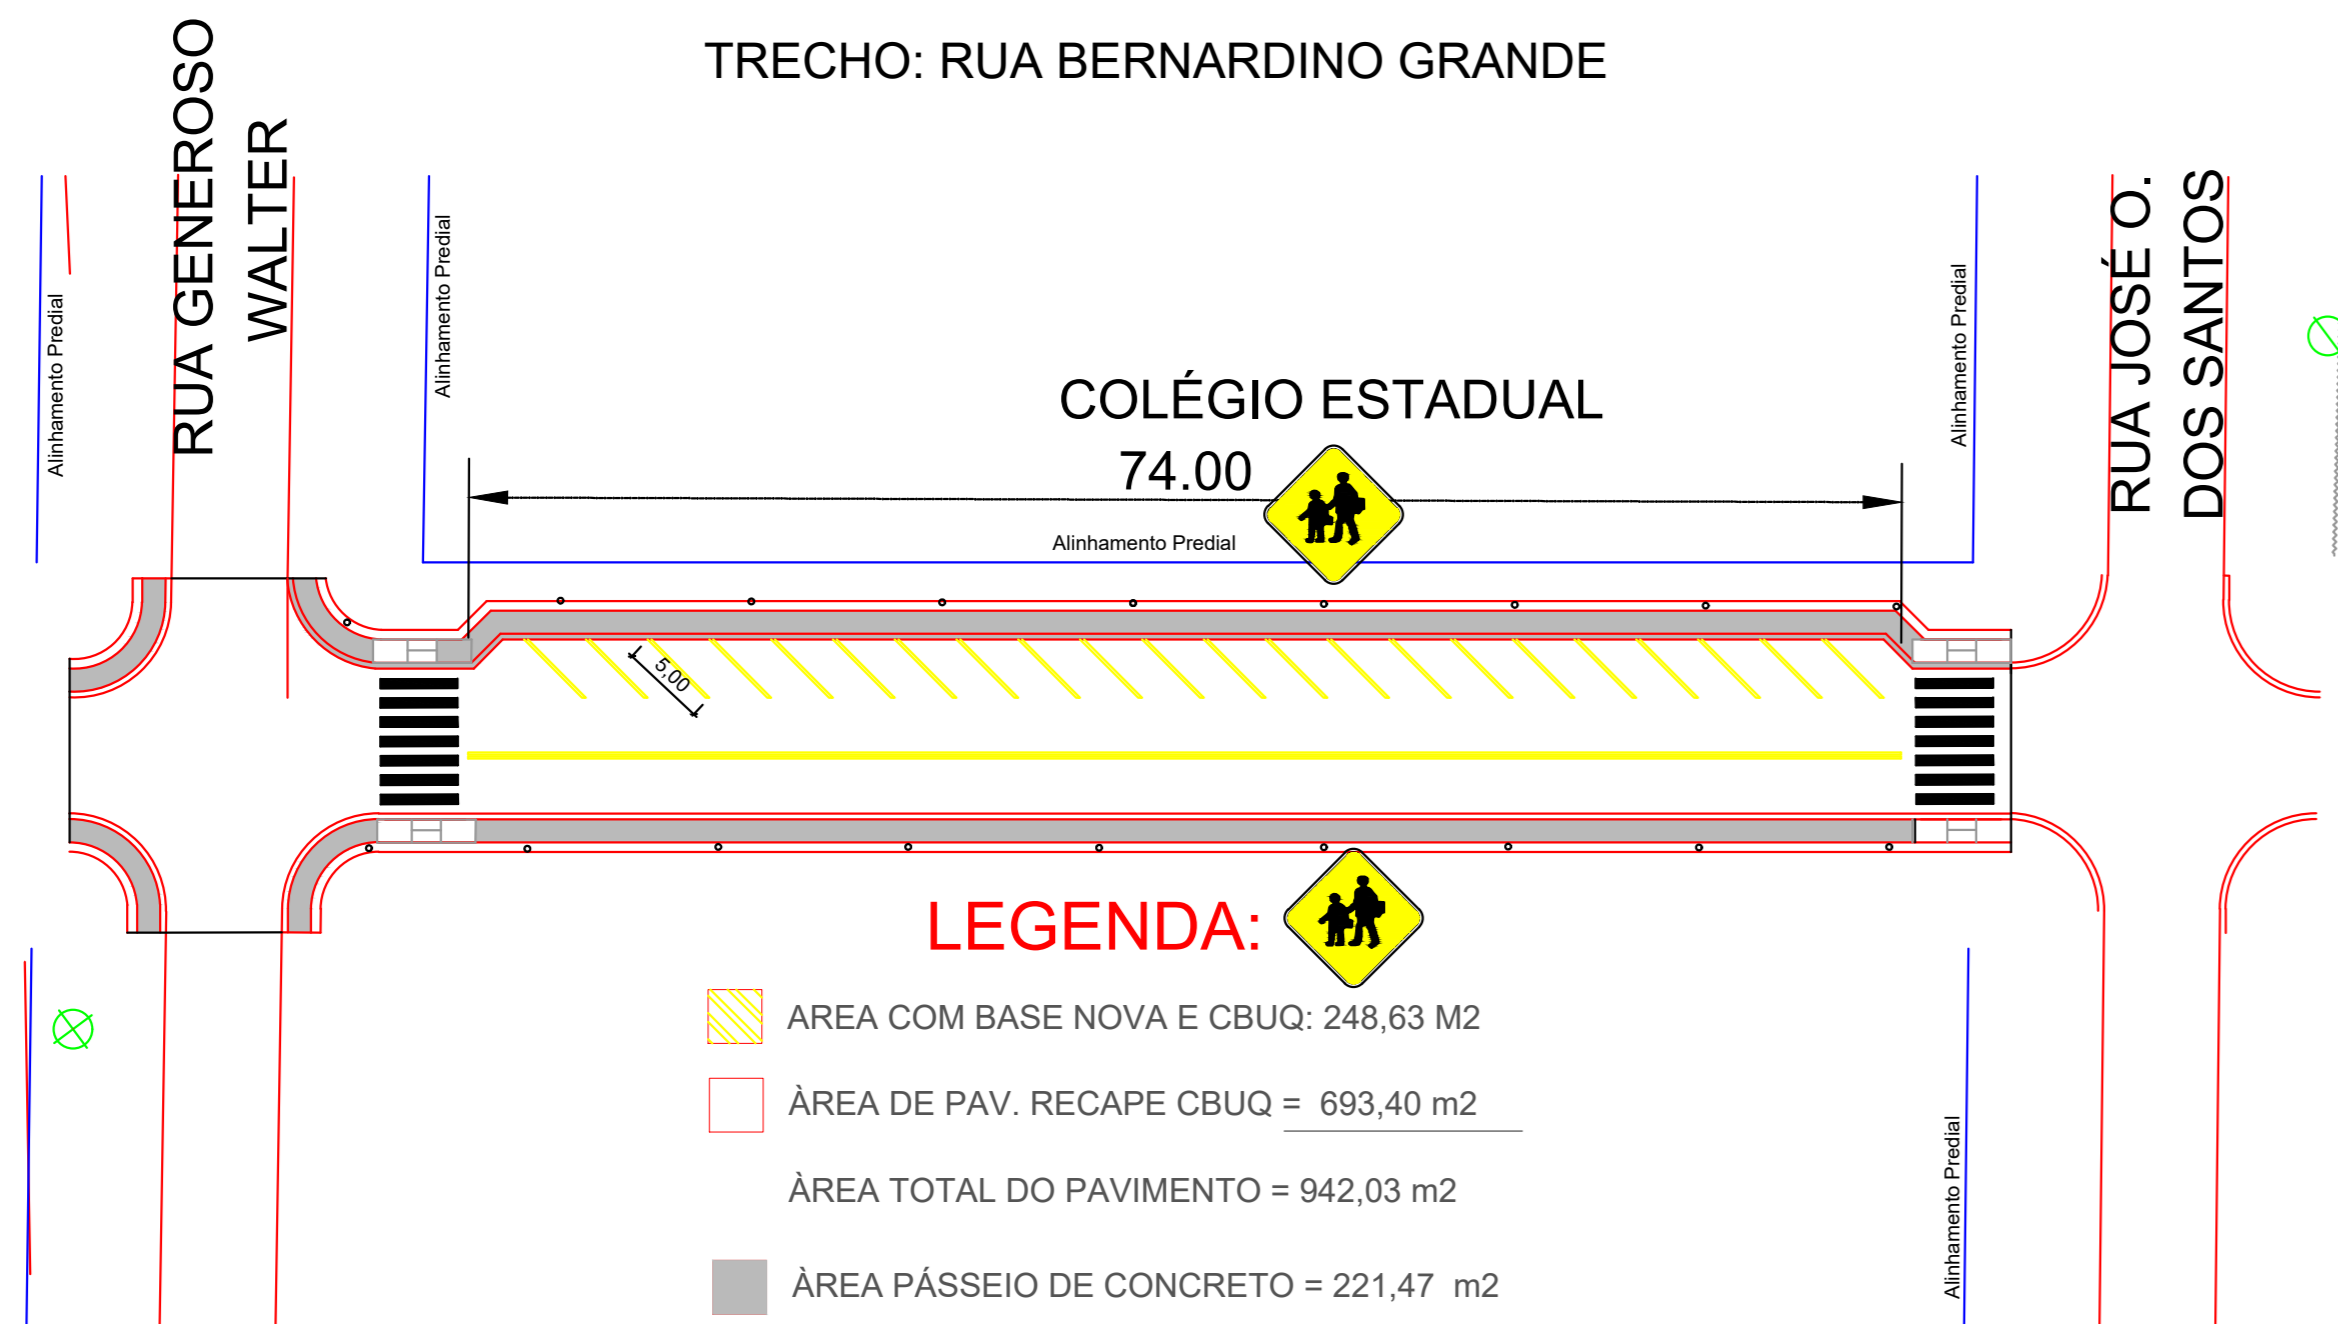 TRECHO: RUA BERNARDINO GRANDE
RUA GENEROSO
WALTER
RUA JOSÉ O.
DOS SANTOS
Alinhamento Predial
Alinhamento Predial
Alinhamento Predial
COLÉGIO ESTADUAL
74.00
Alinhamento Predial
5,00
LEGENDA:
AREA COM BASE NOVA E CBUQ: 248,63 M2
ÀREA DE PAV. RECAPE CBUQ = 693,40 m2
ÀREA TOTAL DO PAVIMENTO = 942,03 m2
ÀREA PÁSSEIO DE CONCRETO = 221,47 m2
Alinhamento Predial